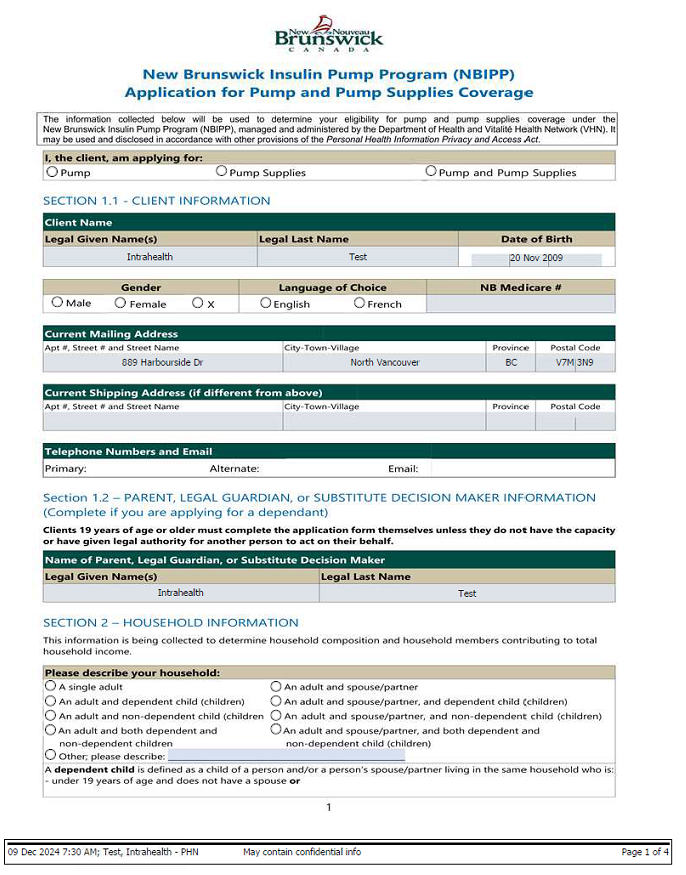 New Nouveau
Brunswick
CANADA
New Brunswick Insulin Pump Program (NBIPP)
Application for Pump and Pump Supplies Coverage
The information collected below will be used to determine your eligibility for pump and pump supplies coverage under the
New Brunswick Insulin Pump Program (NBIPP), managed and administered by the Department of Health and Vitalité Health Network (VHN). It
may be used and disclosed in accordance with other provisions of the Personal Health Information Privacy and Access Act.
I, the client, am applying for:
Pump Pump Supplies Pump and Pump Supplies
SECTION 1.1 - CLIENT INFORMATION
Client Name
Legal Given Name(s) Legal Last Name Date of Birth
Intrahealth Test 20 Nov 2009
Gender Language of Choice NB Medicare #
Male Female X English French
Current Mailing Address
Apt #, Street # and Street Name City-Town-Village Province Postal Code
889 Harbourside Dr North Vancouver BC V7M 3N9
Current Shipping Address (if different from above)
Apt #, Street # and Street Name City-Town-Village Province Postal Code
Telephone Numbers and Email
Primary: Alternate: Email:
Section 1.2 – PARENT, LEGAL GUARDIAN, or SUBSTITUTE DECISION MAKER INFORMATION
(Complete if you are applying for a dependant)
Clients 19 years of age or older must complete the application form themselves unless they do not have the capacity
or have given legal authority for another person to act on their behalf.
Name of Parent, Legal Guardian, or Substitute Decision Maker
Legal Given Name(s) Legal Last Name
Intrahealth Test
SECTION 2 – HOUSEHOLD INFORMATION
This information is being collected to determine household composition and household members contributing to total
household income.
Please describe your household:
A single adult An adult and spouse/partner
An adult and dependent child (children) An adult and spouse/partner, and dependent child (children)
An adult and non-dependent child (children An adult and spouse/partner, and non-dependent child (children)
An adult and both dependent and An adult and spouse/partner, and both dependent and
non-dependent children non-dependent child (children)
Other; please describe:
A dependent child is defined as a child of a person and/or a person's spouse/partner living in the same household who is:
- under 19 years of age and does not have a spouse or
1
09 Dec 2024 7:30 AM; Test, Intrahealth - PHN May contain confidential info Page 1 of 4